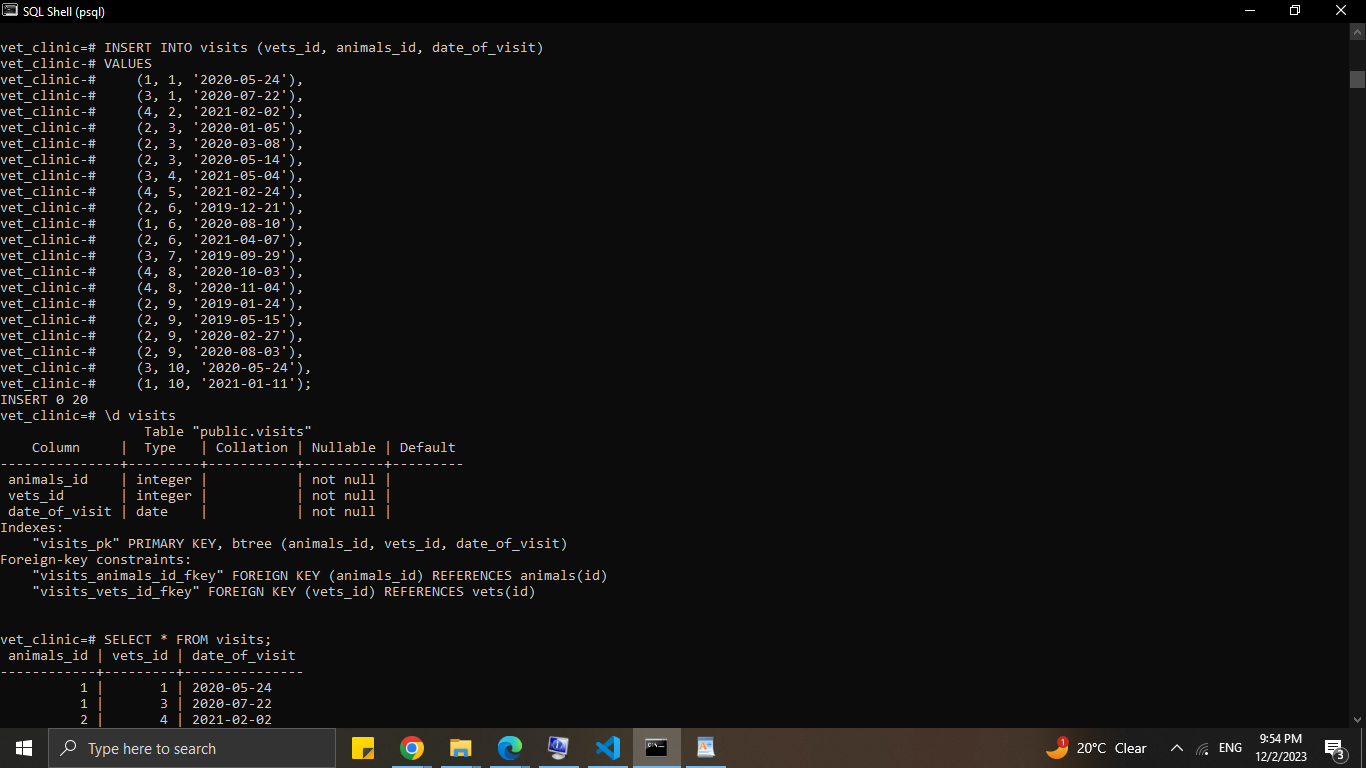 SQL Shell (psql)
vet_clinic=# INSERT INTO visits (vets_id, animals_id, date_of_visit)
vet_clinic-# VALUES
vet_clinic-#     (1, 1, '2020-05-24'),
vet_clinic-#     (3, 1, '2020-07-22'),
vet_clinic-#     (4, 2, '2021-02-02'),
vet_clinic-#     (2, 3, '2020-01-05'),
vet_clinic-#     (2, 3, '2020-03-08'),
vet_clinic-#     (2, 3, '2020-05-14'),
vet_clinic-#     (3, 4, '2021-05-04'),
vet_clinic-#     (4, 5, '2021-02-24'),
vet_clinic-#     (2, 6, '2019-12-21'),
vet_clinic-#     (1, 6, '2020-08-10'),
vet_clinic-#     (2, 6, '2021-04-07'),
vet_clinic-#     (3, 7, '2019-09-29'),
vet_clinic-#     (4, 8, '2020-10-03'),
vet_clinic-#     (4, 8, '2020-11-04'),
vet_clinic-#     (2, 9, '2019-01-24'),
vet_clinic-#     (2, 9, '2019-05-15'),
vet_clinic-#     (2, 9, '2020-02-27'),
vet_clinic-#     (2, 9, '2020-08-03'),
vet_clinic-#     (3, 10, '2020-05-24'),
vet_clinic-#     (1, 10, '2021-01-11');
INSERT 0 20
vet_clinic=# \d visits
                  Table "public.visits"
    Column     |  Type   | Collation | Nullable | Default
---------------+---------+-----------+----------+---------
 animals_id    | integer |           | not null |
 vets_id       | integer |           | not null |
 date_of_visit | date    |           | not null |
Indexes:
    "visits_pk" PRIMARY KEY, btree (animals_id, vets_id, date_of_visit)
Foreign-key constraints:
    "visits_animals_id_fkey" FOREIGN KEY (animals_id) REFERENCES animals(id)
    "visits_vets_id_fkey" FOREIGN KEY (vets_id) REFERENCES vets(id)
vet_clinic=# SELECT * FROM visits;
 animals_id | vets_id | date_of_visit
------------+---------+---------------
          1 |       1 | 2020-05-24
          1 |       3 | 2020-07-22
          2 |       4 | 2021-02-02
Type here to search
1
20°C Clear
ENG
9:54 PM
12/2/2023
3